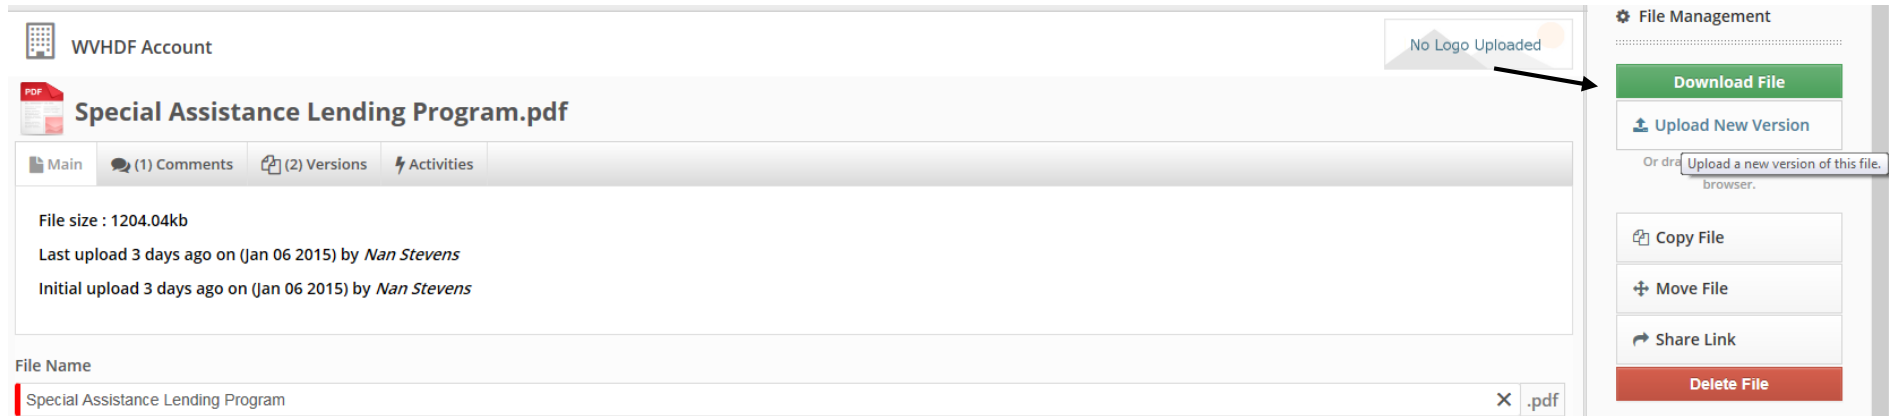 WVHDF Account
No Logo Uploaded
PDF
Special Assistance Lending Program.pdf
Main
(1) Comments
(2) Versions
Activities
File size : 1204.04kb
Last upload 3 days ago on (Jan 06 2015) by Nan Stevens
Initial upload 3 days ago on (Jan 06 2015) by Nan Stevens
File Name
Special Assistance Lending Program
.pdf
File Management
Download File
Upload New Version
Or
Upload a new version of this file.
browser.
Copy File
Move File
Share Link
Delete File